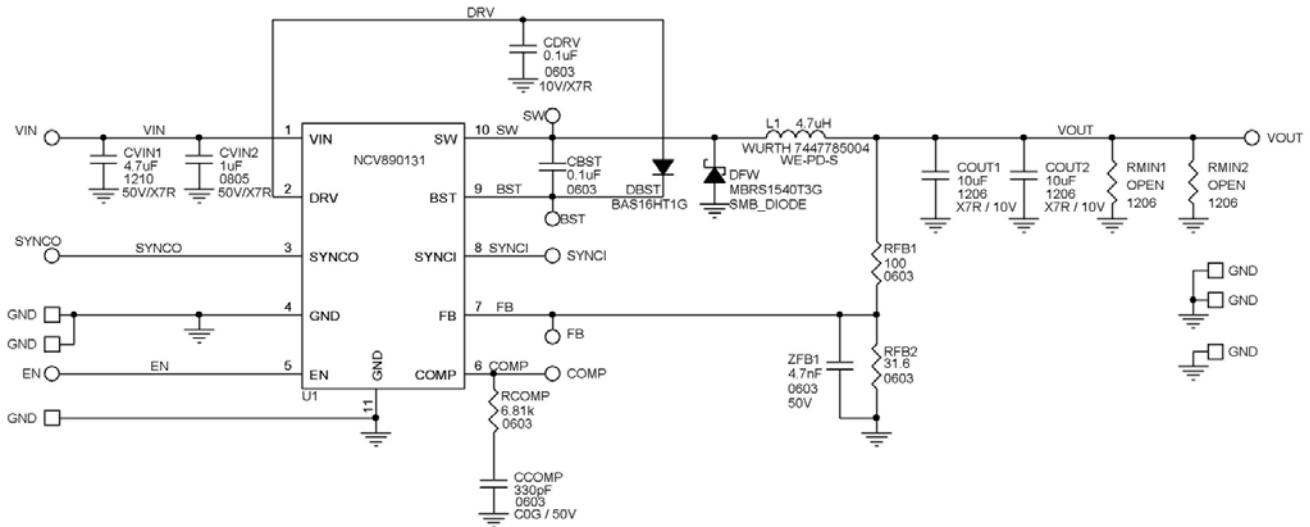 DRV
CDRV
0.1uF
0603
10V/X7R
VIN
VIN
CVIN1
4.7uF
1210
50V/X7R
CVIN2
1uF
0805
50V/X7R
1
VIN
NCV890131
SW
10 SW
SW
CBST
0.1uF
0603
L1 4.7uH
WURTH 7447785004
WE-PD-S
VOUT
VOUT
2
DRV
BST
9 BST
BST
DBST
BAS16HT1G
DFW
MBRS1540T3G
SMB_DIODE
COUT1
10uF
1206
X7R / 10V
COUT2
10uF
1206
X7R / 10V
RMIN1
OPEN
1206
RMIN2
OPEN
1206
SYNCO
SYNCO
3
SYNCO
SYNCI
8 SYNCI
SYNCI
RFB1
100
0603
GND
GND
GND
GND
GND
4
GND
FB
7 FB
FB
ZFB1
4.7nF
0603
50V
RFB2
31.6
0603
EN
EN
5
EN
GND
COMP
6 COMP
COMP
U1
11
GND
RCOMP
6.81k
0603
CCOMP
330pF
0603
C0G / 50V